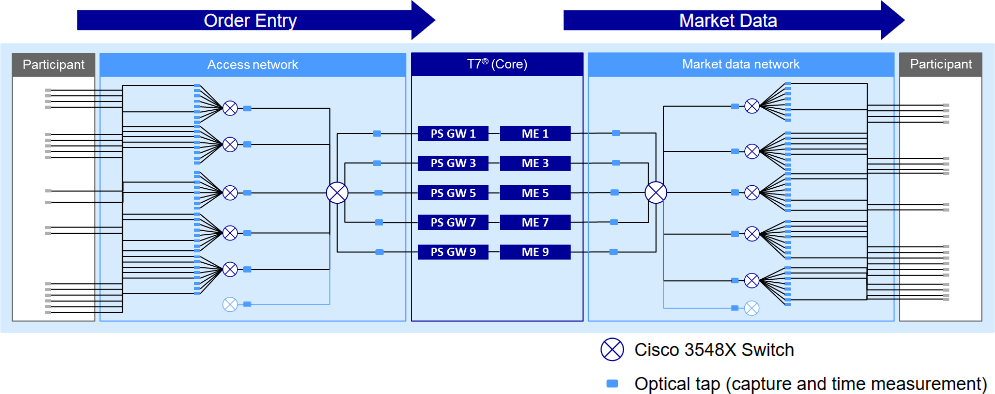 Order Entry
Market Data
Participant
Access network
T7® (Core)
Market data network
Participant
PS GW 1
ME 1
PS GW 3
ME 3
PS GW 5
ME 5
PS GW 7
ME 7
PS GW 9
ME 9
Cisco 3548X Switch
Optical tap (capture and time measurement)